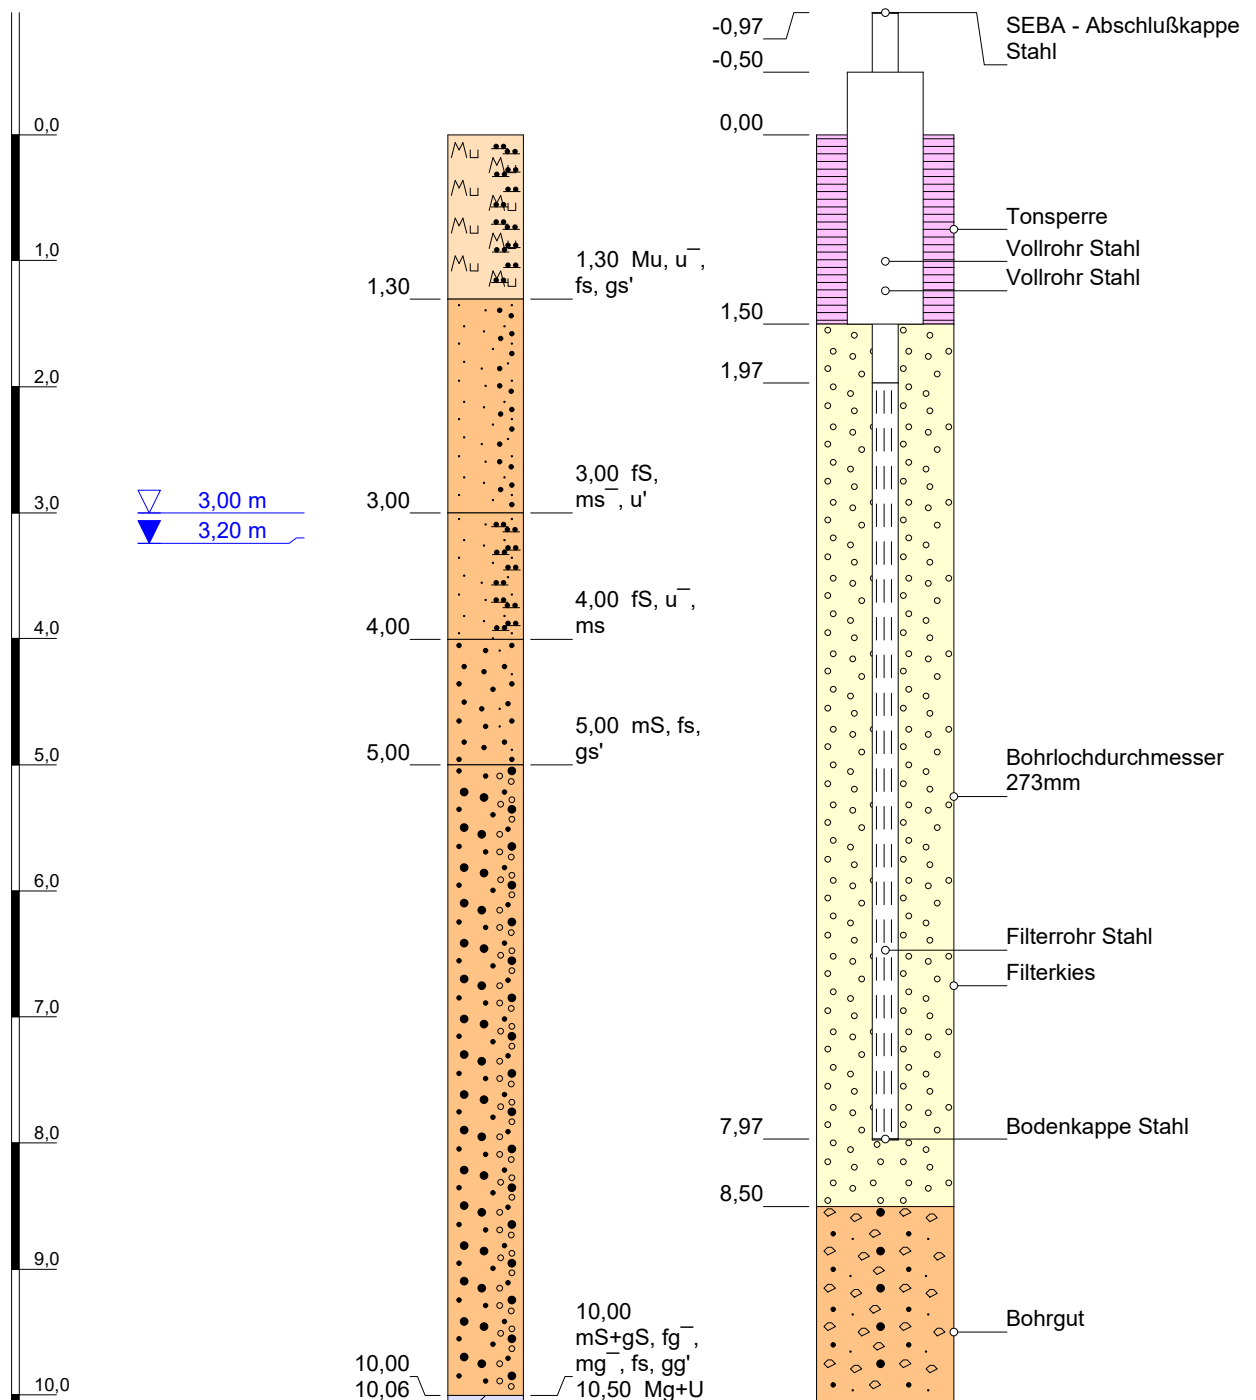 0,0
1,0
2,0
3,0
4,0
5,0
6,0
7,0
8,0
9,0
10,0
3,00 m
3,20 m
1,30
3,00
4,00
5,00
10,00
10,06
1,30 Mu, u¯,
fs, gs'
3,00 fS,
ms¯, u'
4,00 fS, u¯,
ms
5,00 mS, fs,
gs'
10,00
mS+gS, fg¯,
mg¯, fs, gg'
10,50 Mg+U
-0,97
-0,50
0,00
1,50
1,97
7,97
8,50
SEBA - Abschlußkappe
Stahl
Tonsperre
Vollrohr Stahl
Vollrohr Stahl
Bohrlochdurchmesser
273mm
Filterrohr Stahl
Filterkies
Bodenkappe Stahl
Bohrgut